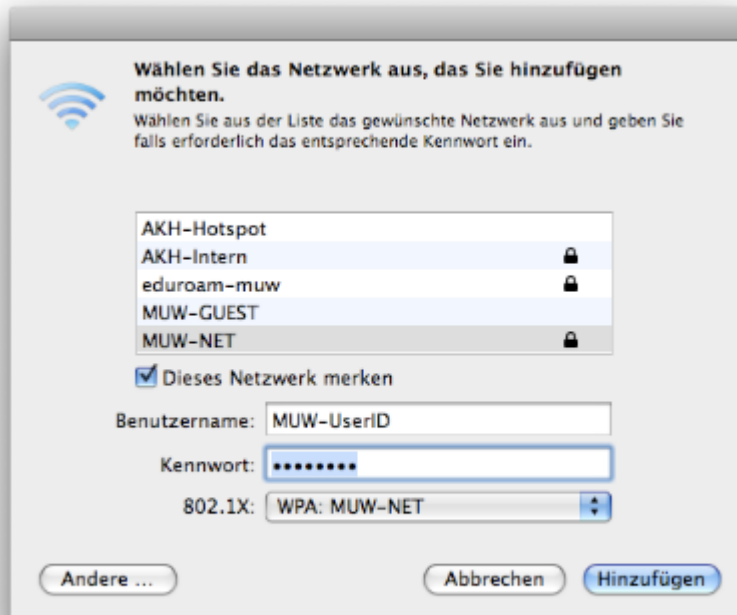 Wählen Sie das Netzwerk aus, das Sie hinzufügen
möchten.
Wählen Sie aus der Liste das gewünschte Netzwerk aus und geben Sie
falls erforderlich das entsprechende Kennwort ein.
AKH-Hotspot
AKH-Intern
eduroam-muw
MUW-GUEST
MUW-NET
Dieses Netzwerk merken
Benutzername: MUW-UserID
Kennwort: ••••••••
802.1X: WPA: MUW-NET
Andere ... Abbrechen Hinzufügen